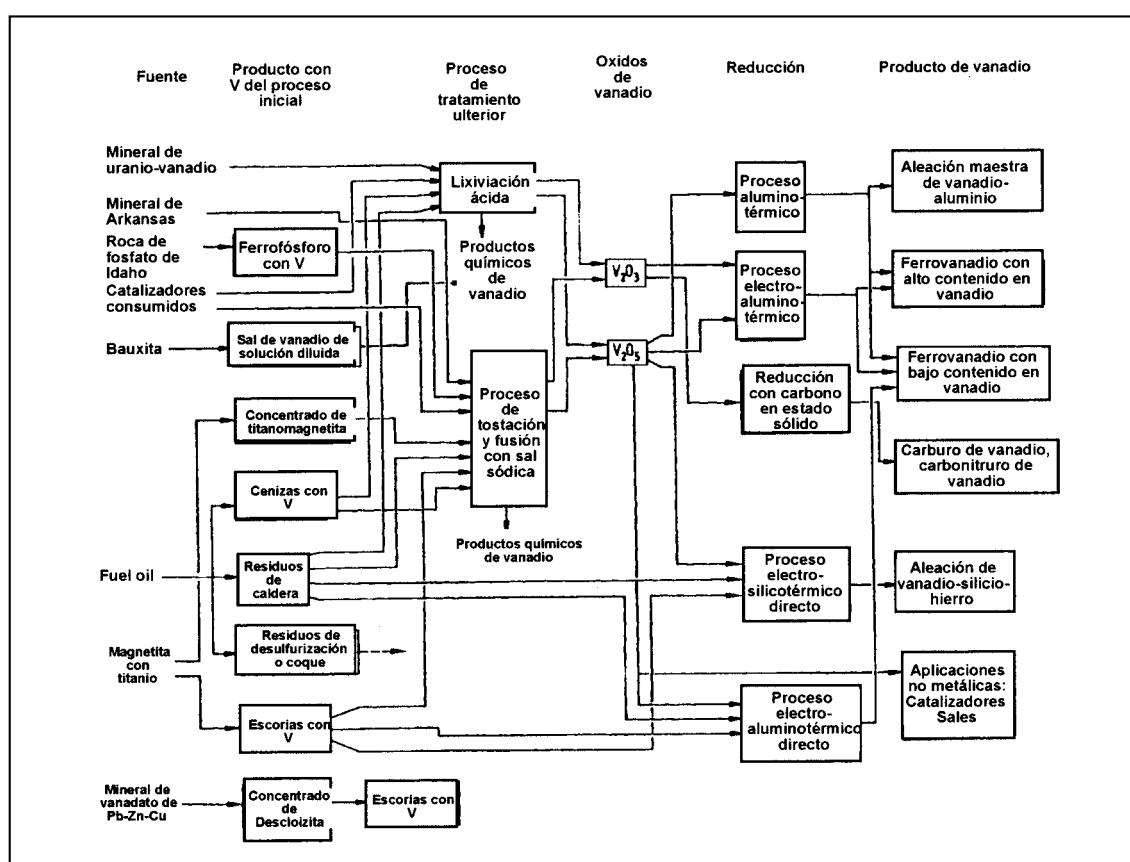 Fuente
Producto con
V del proceso
inicial
Proceso
de
tratamiento
ulterior
Oxidos
de
vanadio
Reducción
Producto de vanadio
Mineral de
uranio-vanadio
Mineral de
Arkansas
Roca de
fosfato de
Idaho
Catalizadores
consumidos
Bauxita
Fuel oil
Magnetita
con
titanio
Mineral de
vanadato de
Pb-Zn-Cu
Ferrofósforo
con V
Sal de vanadio de
solución diluida
Concentrado de
titanomagnetita
Cenizas con
V
Residuos
de
caldera
Residuos de
desulfurización
o coque
Escorias con
V
Concentrado
de
Descloizita
Escorias con
V
Lixiviación
ácida
Productos
químicos
de
vanadio
Proceso
de
tostación
y fusión
con sal
sódica
Productos químicos
de vanadio
V2O3
V2O5
Proceso
alumino-
térmico
Proceso
electro-
alumino-
térmico
Reducción
con carbono
en estado
sólido
Proceso
electro-
silicotérmico
directo
Proceso
electro-
aluminotérmico
directo
Aleación maestra
de vanadio-
aluminio
Ferrovanadio con
alto contenido en
vanadio
Ferrovanadio con
bajo contenido en
vanadio
Carburo de vanadio,
carbonitruro de
vanadio
Aleación de
vanadio-silicio-
hierro
Aplicaciones
no metálicas:
Catalizadores
Sales